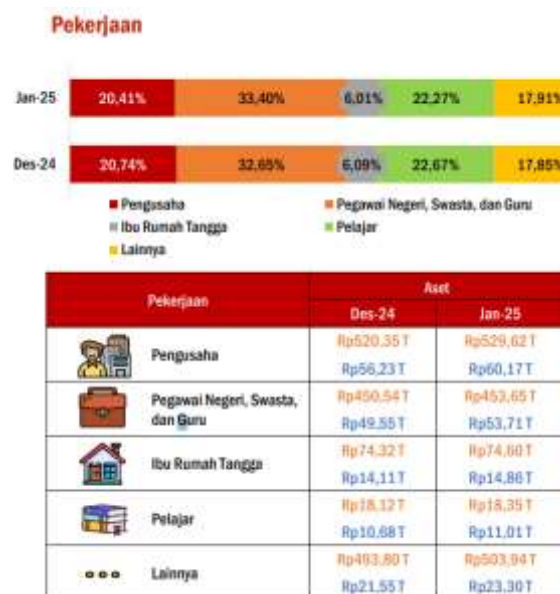 Pekerjaan
Jan-25 20,41% 33,40% 6,01% 22,27% 17,91%
Des-24 20,74% 32,65% 6,09% 22,67% 17,85%
Pengusaha Pegawai Negeri, Swasta, dan Guru
Ibu Rumah Tangga Pelajar
Lainnya
Pekerjaan Aset
Des-24 Jan-25
Rp520,35 T Rp529,62 T
Pengusaha
Rp56,23 T Rp60,17 T
Pegawai Negeri, Swasta, Rp450,54 T Rp453,65 T
dan Guru Rp49,55 T Rp53,71 T
Rp74,32 T Rp74,60 T
Ibu Rumah Tangga
Rp14,11 T Rp14,86 T
Rp18,12 T Rp18,35 T
Pelajar
Rp10,68 T Rp11,01 T
Rp493,80 T Rp503,94 T
Lainnya
Rp21,55 T Rp23,30 T